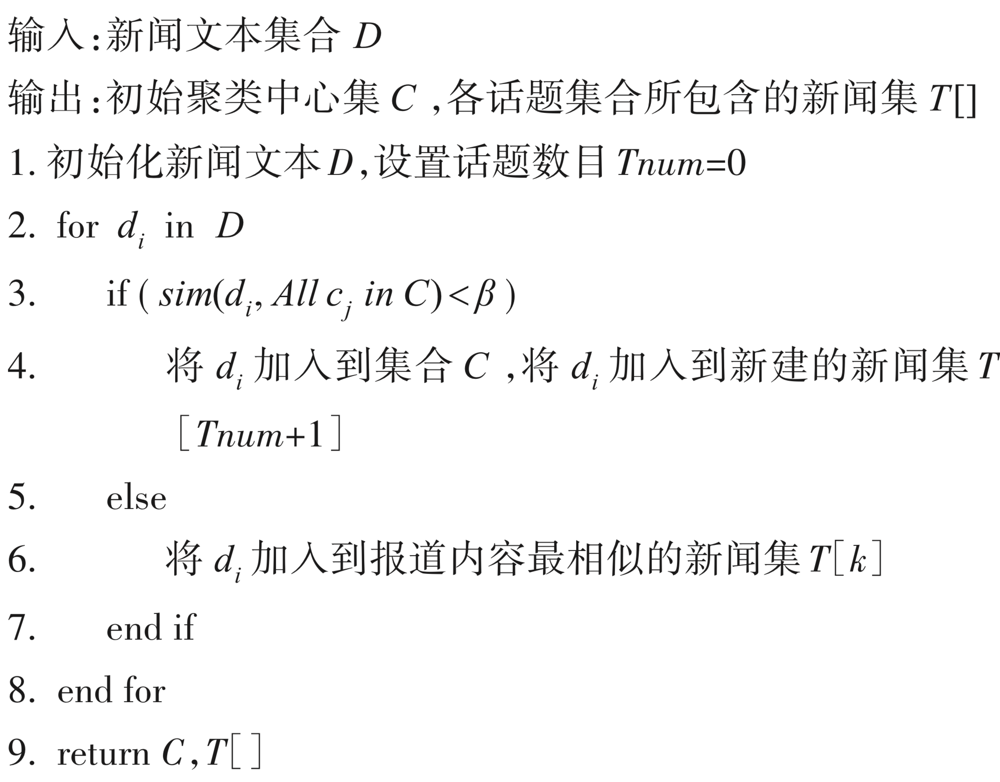 输入:新闻文本集合 D
输出:初始聚类中心集 C ,各话题集合所包含的新闻集 T[]
1. 初始化新闻文本 D,设置话题数目 Tnum=0
2. for d_i in D
3. if ( sim(d_i, All c_j in C)<β )
4. 将 d_i 加入到集合 C ,将 d_i 加入到新建的新闻集 T
[Tnum+1]
5. else
6. 将 d_i 加入到报道内容最相似的新闻集 T[k]
7. end if
8. end for
9. return C,T[ ]